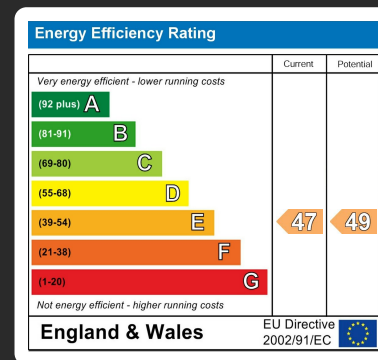 Energy Efficiency Rating
Current Potential
Very energy efficient - lower running costs
(92 plus) A
(81-91) B
(69-80) C
(55-68) D
(39-54) E 47 49
(21-38) F
(1-20) G
Not energy efficient - higher running costs
England & Wales
EU Directive
2002/91/EC